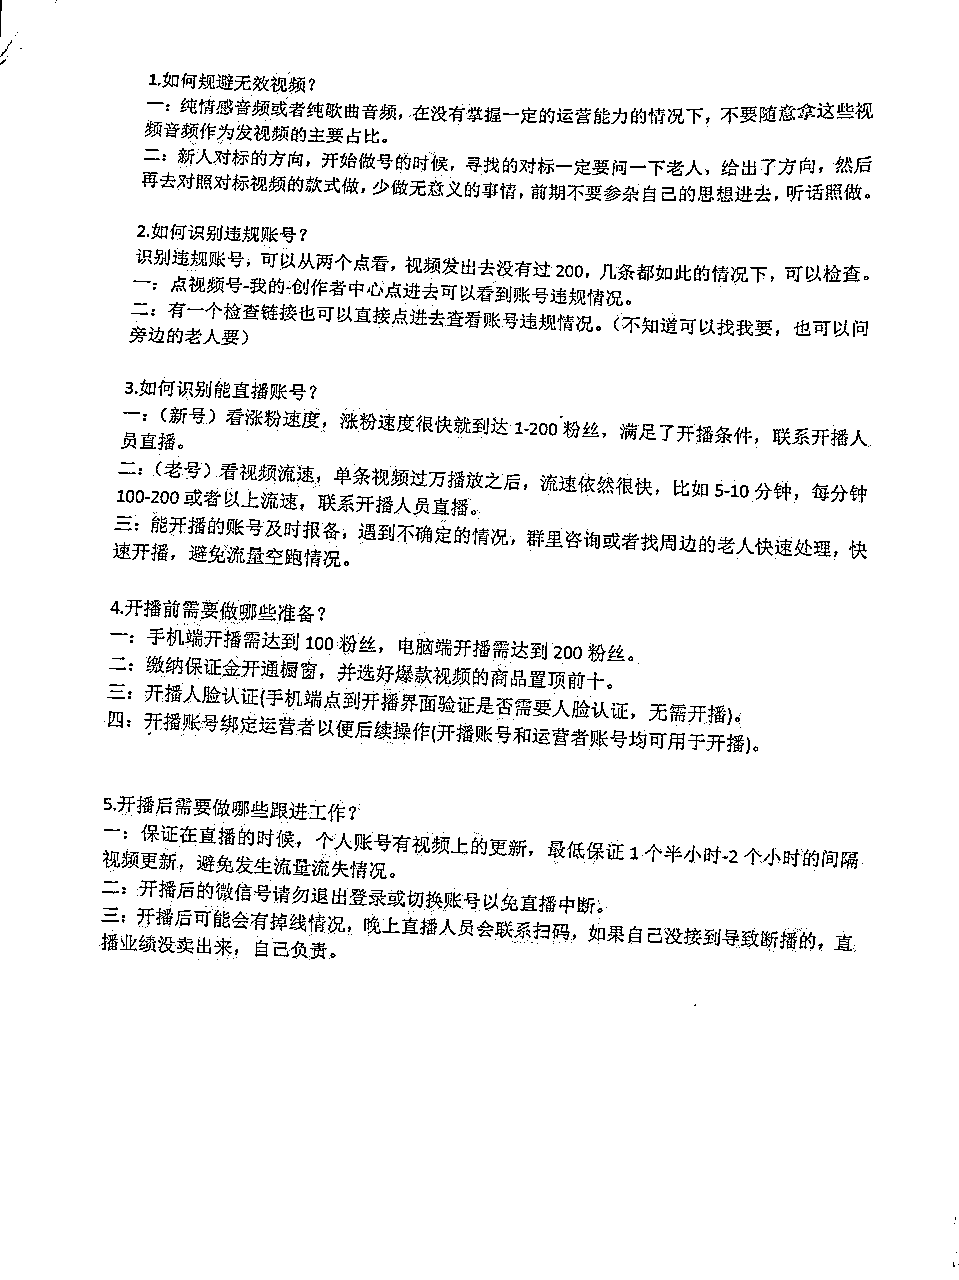 1.如何规避无效视频？
一：纯情感音频或者纯歌曲音频，在没有掌握一定的运营能力的情况下，不要随意拿这些视
频音频作为发视频的主要占比。
二：新人对标的方向，开始做号的时候，寻找的对标一定要问一下老人，给出了方向，然后
再去对照对标视频的款式做，少做无意义的事情，前期不要参杂自己的思想进去，听话照做。
2.如何识别违规账号？
识别违规账号，可以从两个点看，视频发出去没有过 200，几条都如此的情况下，可以检查。
一：点视频号-我的-创作者中心点进去可以看到账号违规情况。
二：有一个检查链接也可以直接点进去查看账号违规情况。（不知道可以找我要，也可以问
旁边的老人要）
3.如何识别能直播账号？
一：（新号）看涨粉速度，涨粉速度很快就到达 1-200 粉丝，满足了开播条件，联系开播人
员直播。
二：（老号）看视频流速，单条视频过万播放之后，流速依然很快，比如 5-10 分钟，每分钟
100-200 或者以上流速，联系开播人员直播。
三：能开播的账号及时报备，遇到不确定的情况，群里咨询或者找周边的老人快速处理，快
速开播，避免流量空跑情况。
4.开播前需要做哪些准备？
一：手机端开播需达到 100 粉丝，电脑端开播需达到 200 粉丝。
二：缴纳保证金开通橱窗，并选好爆款视频的商品置顶前十。
三：开播人脸认证(手机端点到开播界面验证是否需要人脸认证，无需开播)。
四：开播账号绑定运营者以便后续操作(开播账号和运营者账号均可用于开播)。
5.开播后需要做哪些跟进工作？
一：保证在直播的时候，个人账号有视频上的更新，最低保证 1 个半小时-2 个小时的间隔
视频更新，避免发生流量流失情况。
二：开播后的微信号请勿退出登录或切换账号以免直播中断。
三：开播后可能会有掉线情况，晚上直播人员会联系扫码，如果自己没接到导致断播的，直
播业绩没卖出来，自己负责。